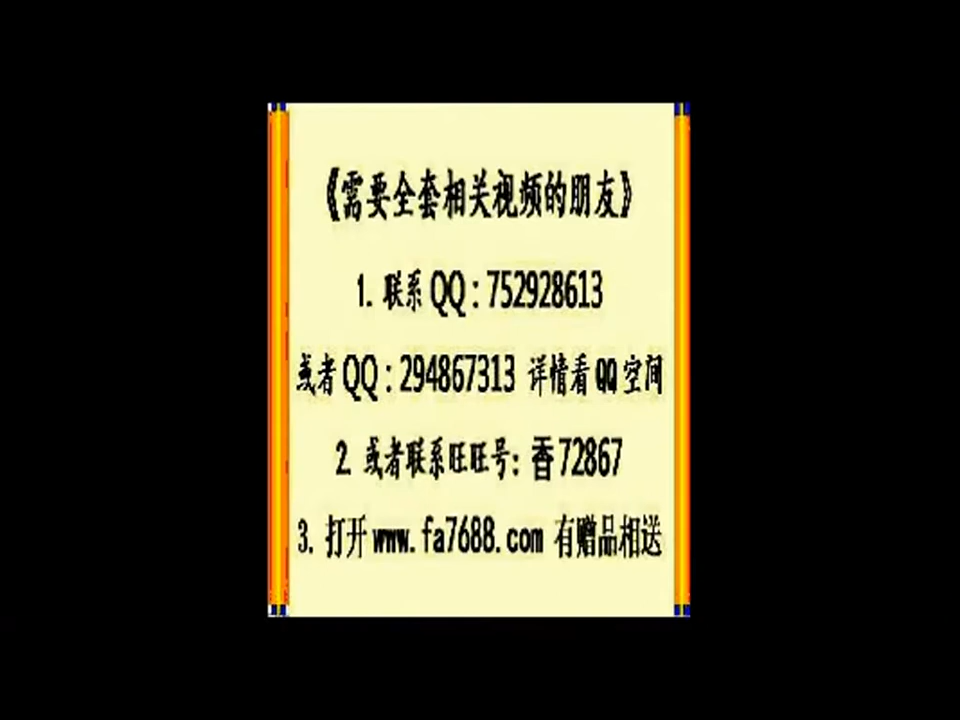 《需要全套相关视频的朋友》
1. 联系QQ:752928613
或者QQ:294867313 详情看QQ空间
2. 或者联系旺旺号:香72867
3. 打开www.fa7688.com 有赠品相送